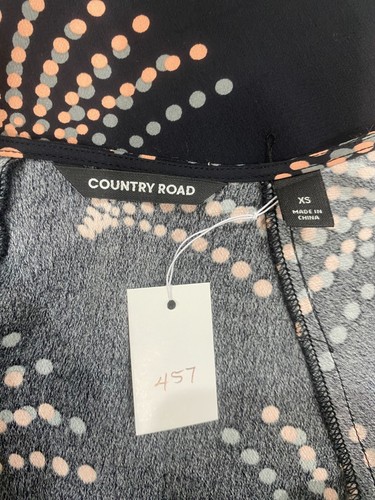 COUNTRY ROAD
XS
MADE IN
CHINA
457